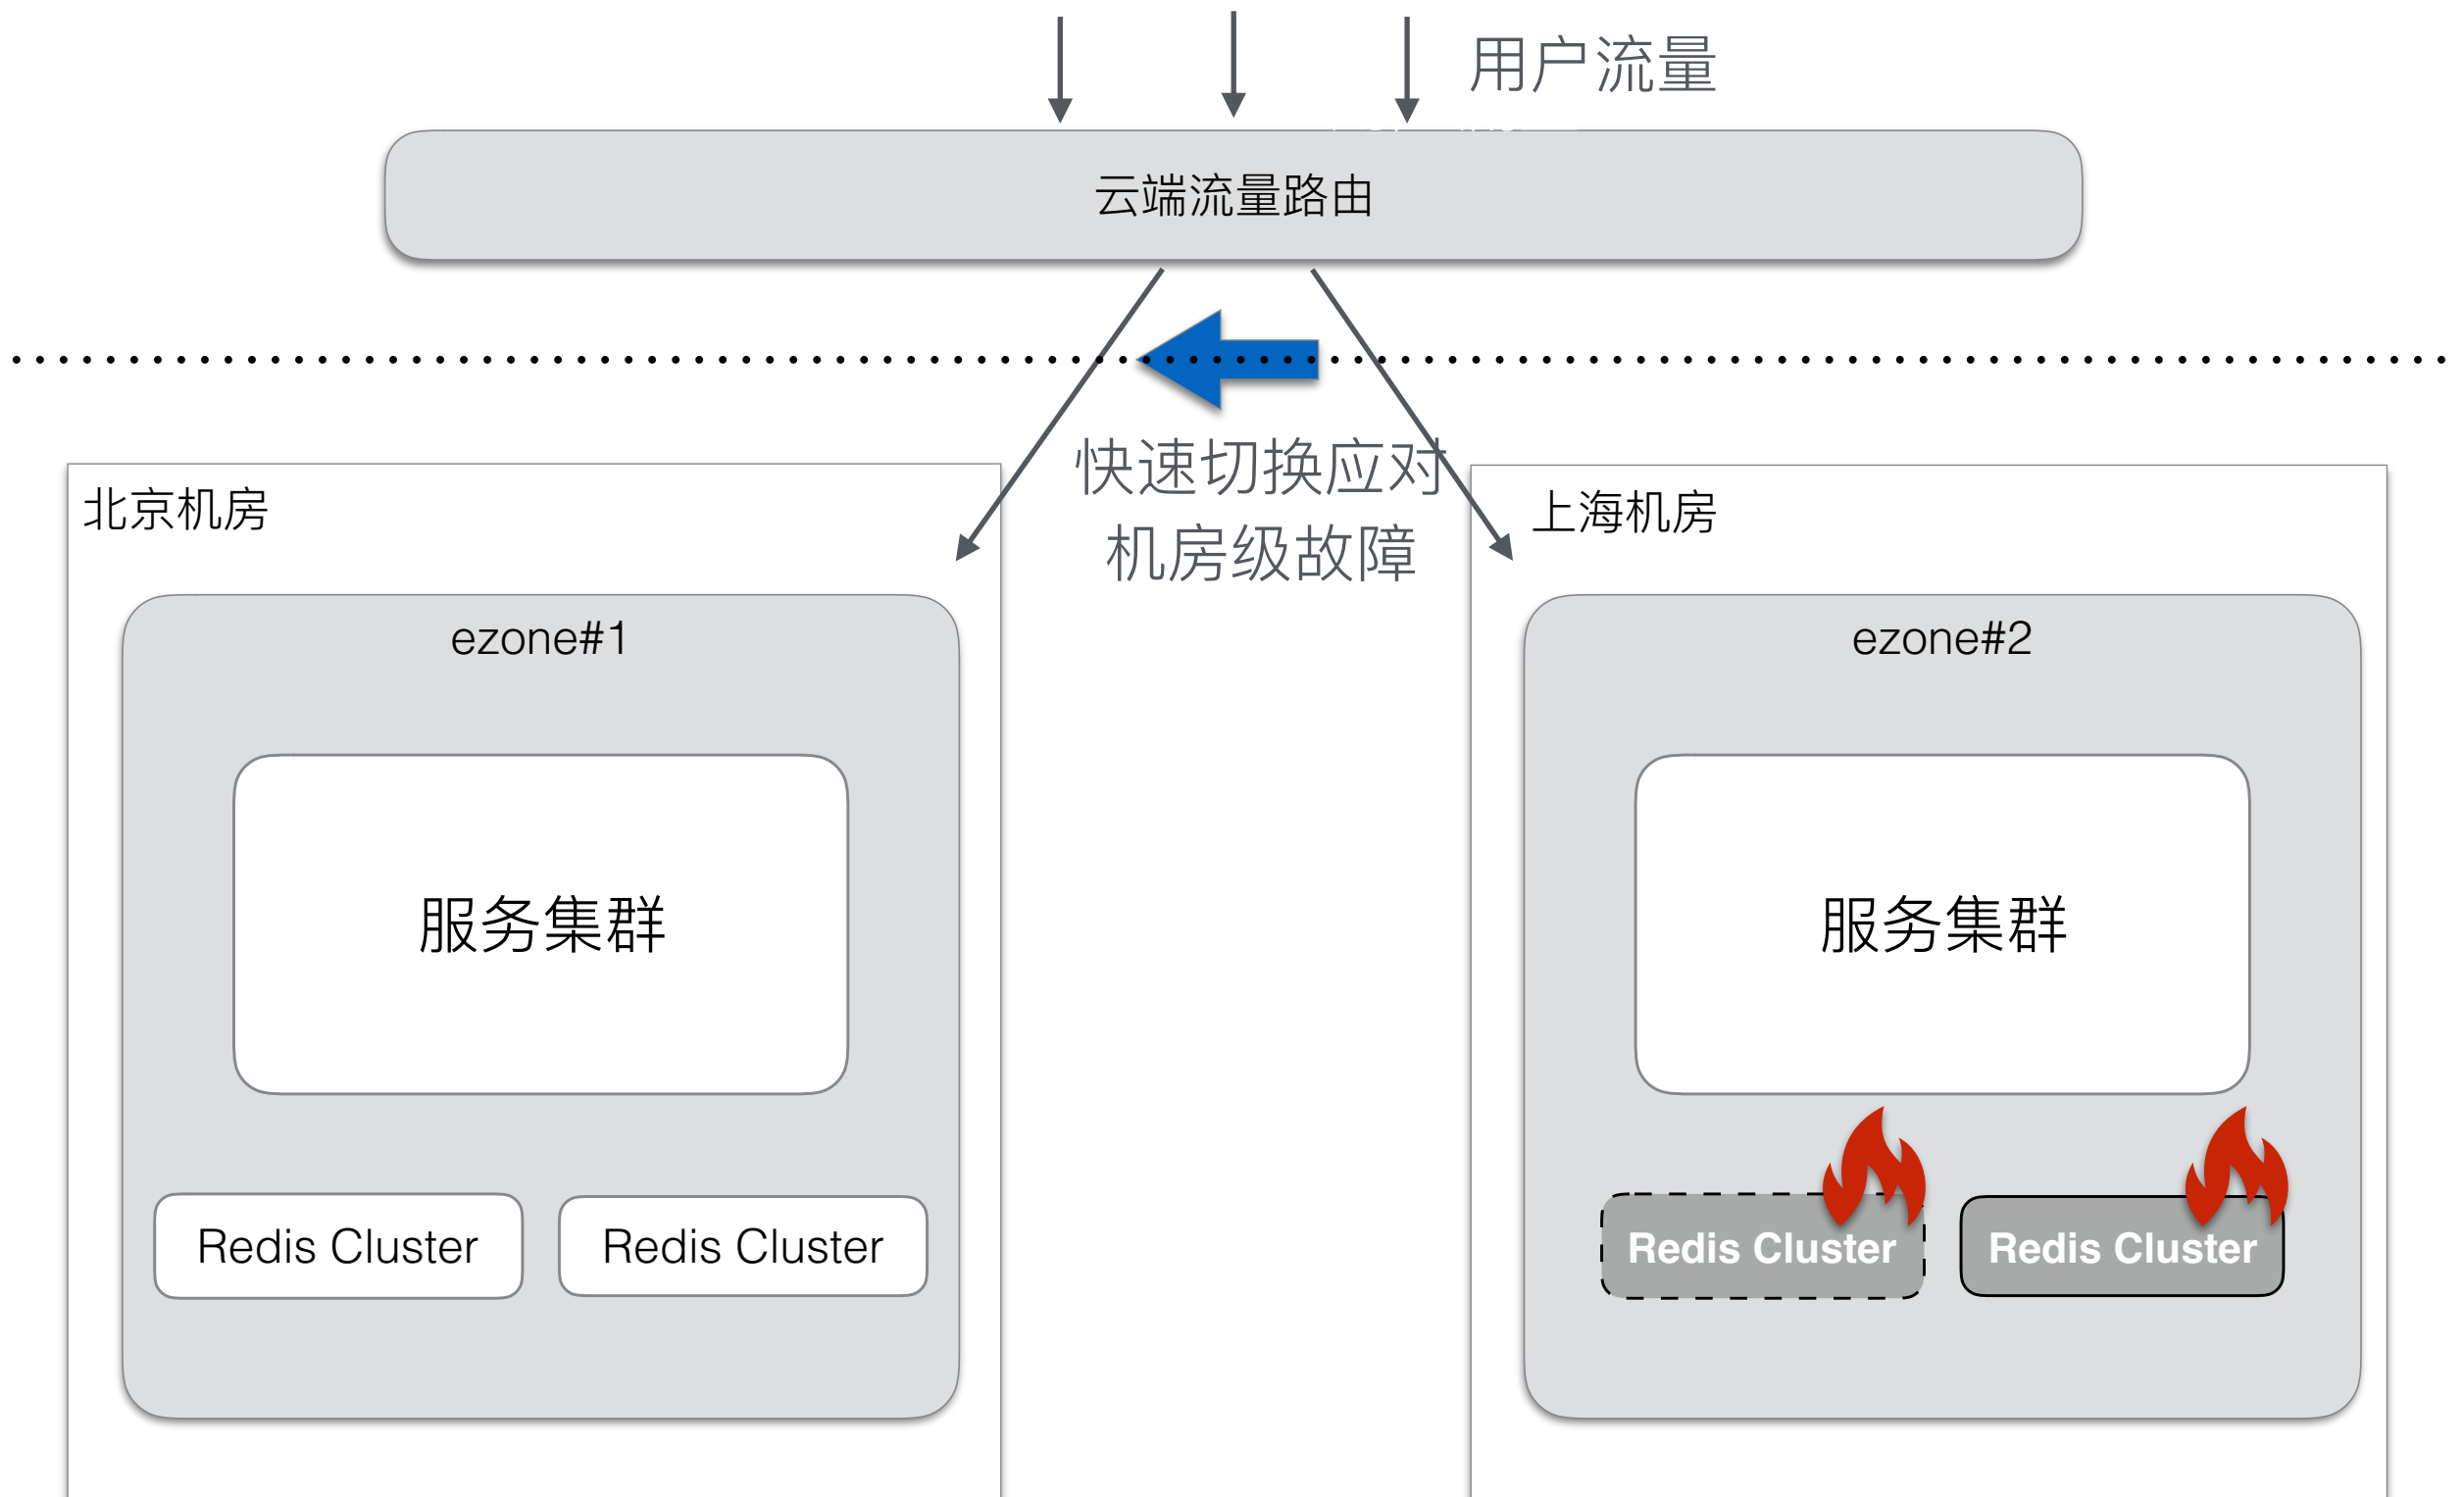 用户流量
云端流量路由
快速切换应对
机房级故障
北京机房
上海机房
ezone#1
ezone#2
服务集群
服务集群
Redis Cluster
Redis Cluster
Redis Cluster
Redis Cluster